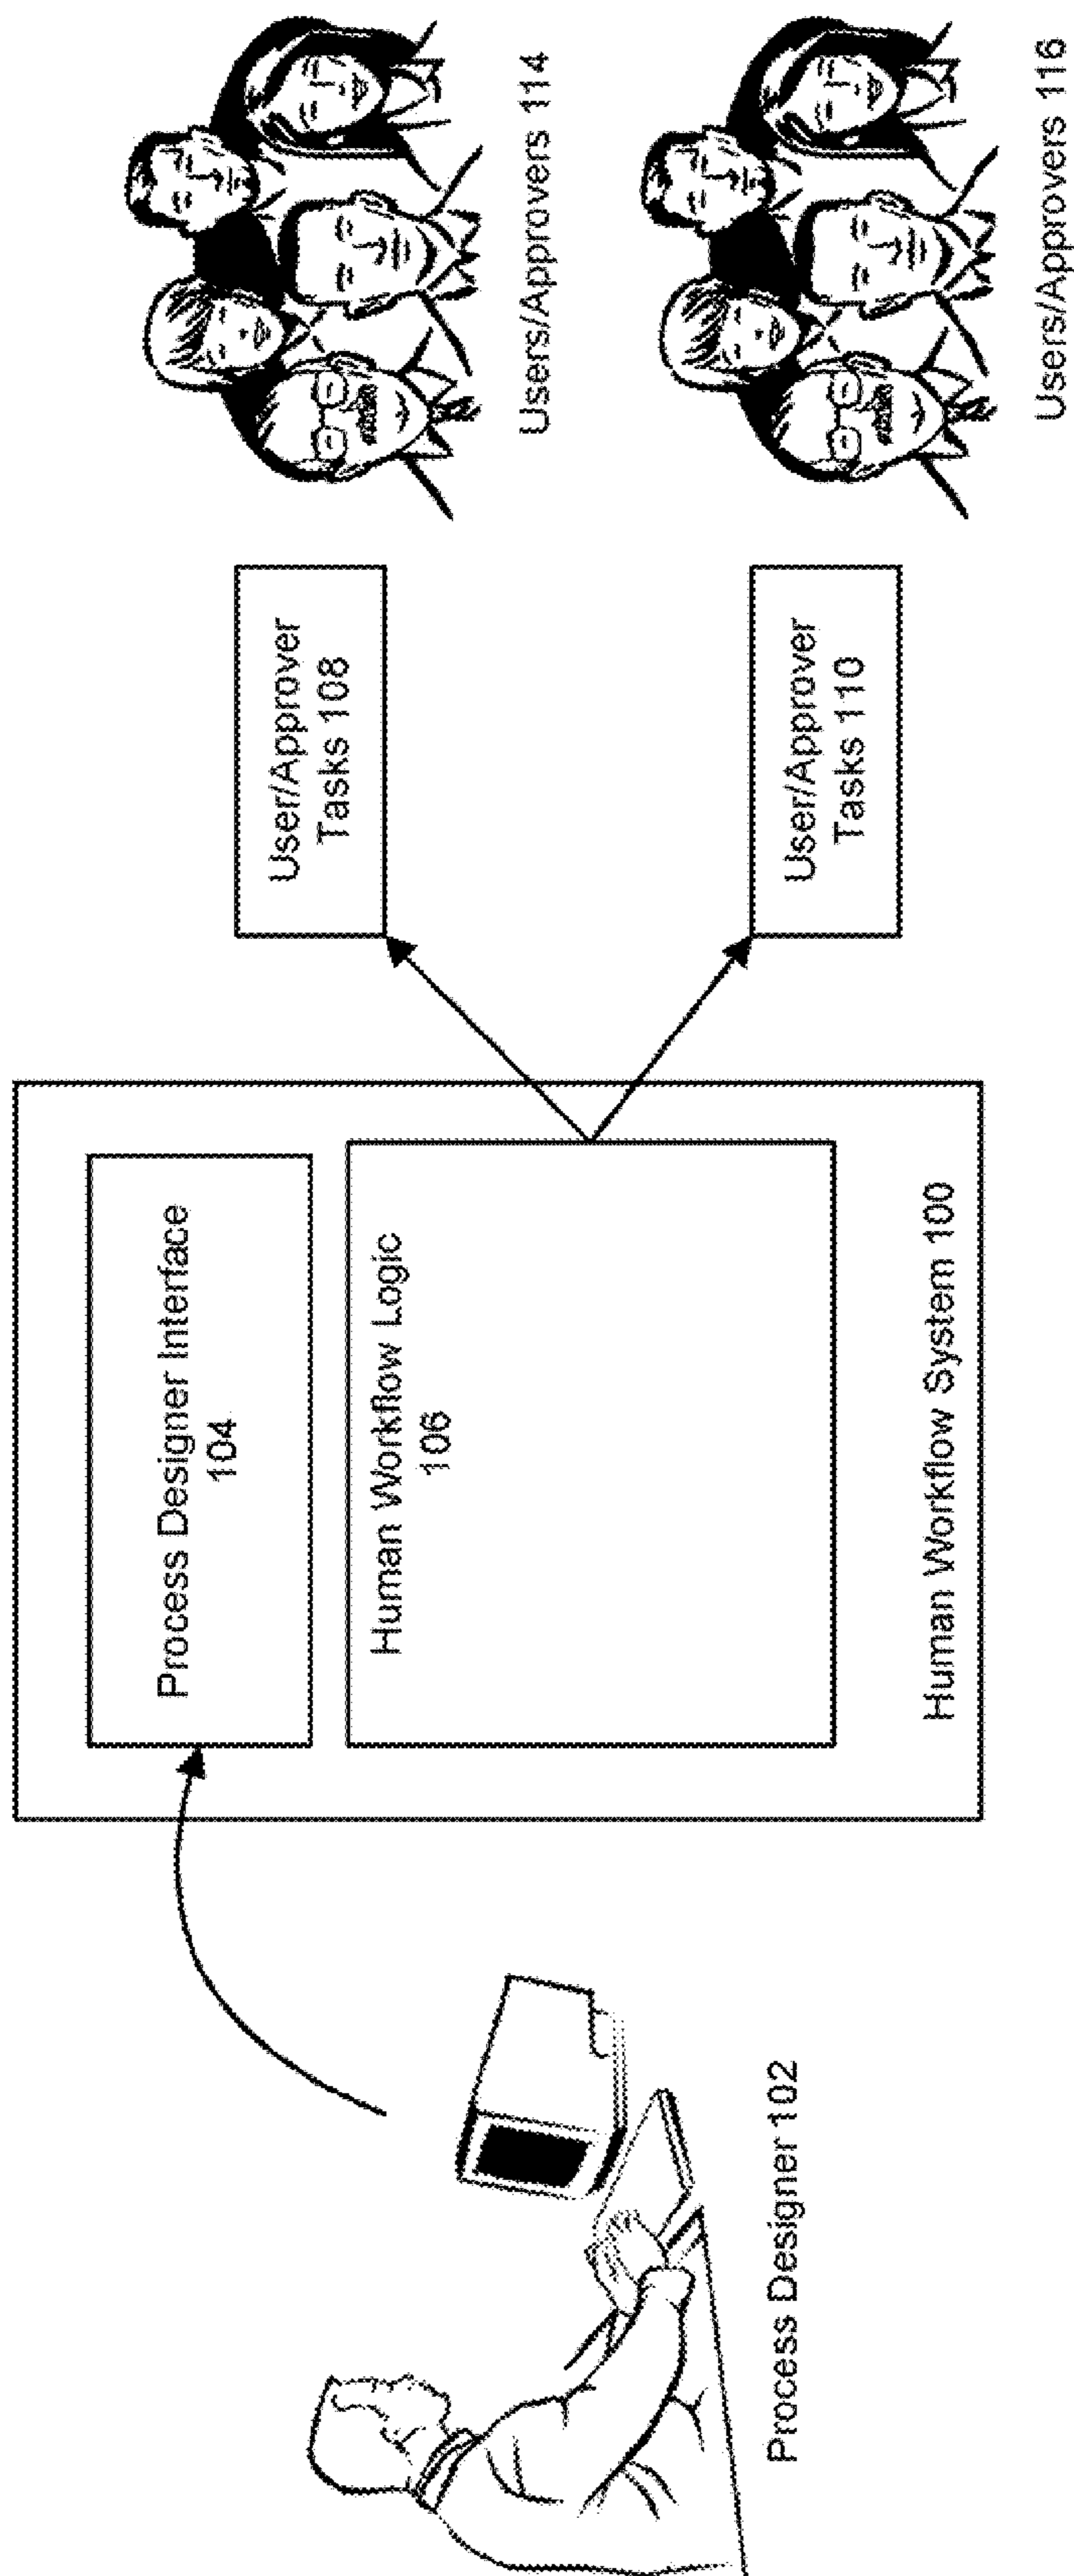 Process Designer 102
Process Designer Interface
104
Human Workflow Logic
106
Human Workflow System 100
User/Approver
Tasks 108
User/Approver
Tasks 110
Users/Approvers 114
Users/Approvers 116